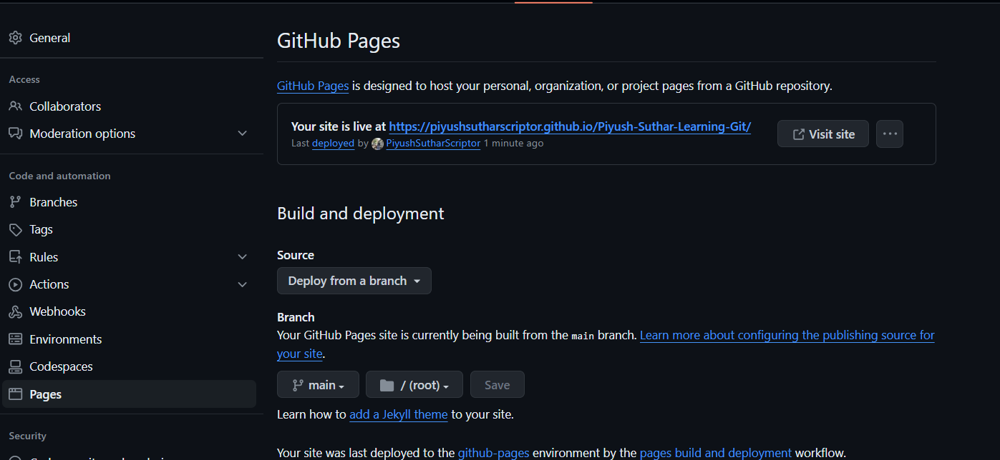 General
Access
Collaborators
Moderation options
Code and automation
Branches
Tags
Rules
Actions
Webhooks
Environments
Codespaces
Pages
Security
GitHub Pages
GitHub Pages is designed to host your personal, organization, or project pages from a GitHub repository.
Your site is live at https://piyushsutharscriptor.github.io/Piyush-Suthar-Learning-Git/
Last deployed by PiyushSutharScriptor 1 minute ago
Visit site
Build and deployment
Source
Deploy from a branch
Branch
Your GitHub Pages site is currently being built from the main branch. Learn more about configuring the publishing source for
your site.
main
/ (root)
Save
Learn how to add a Jekyll theme to your site.
Your site was last deployed to the github-pages environment by the pages build and deployment workflow.